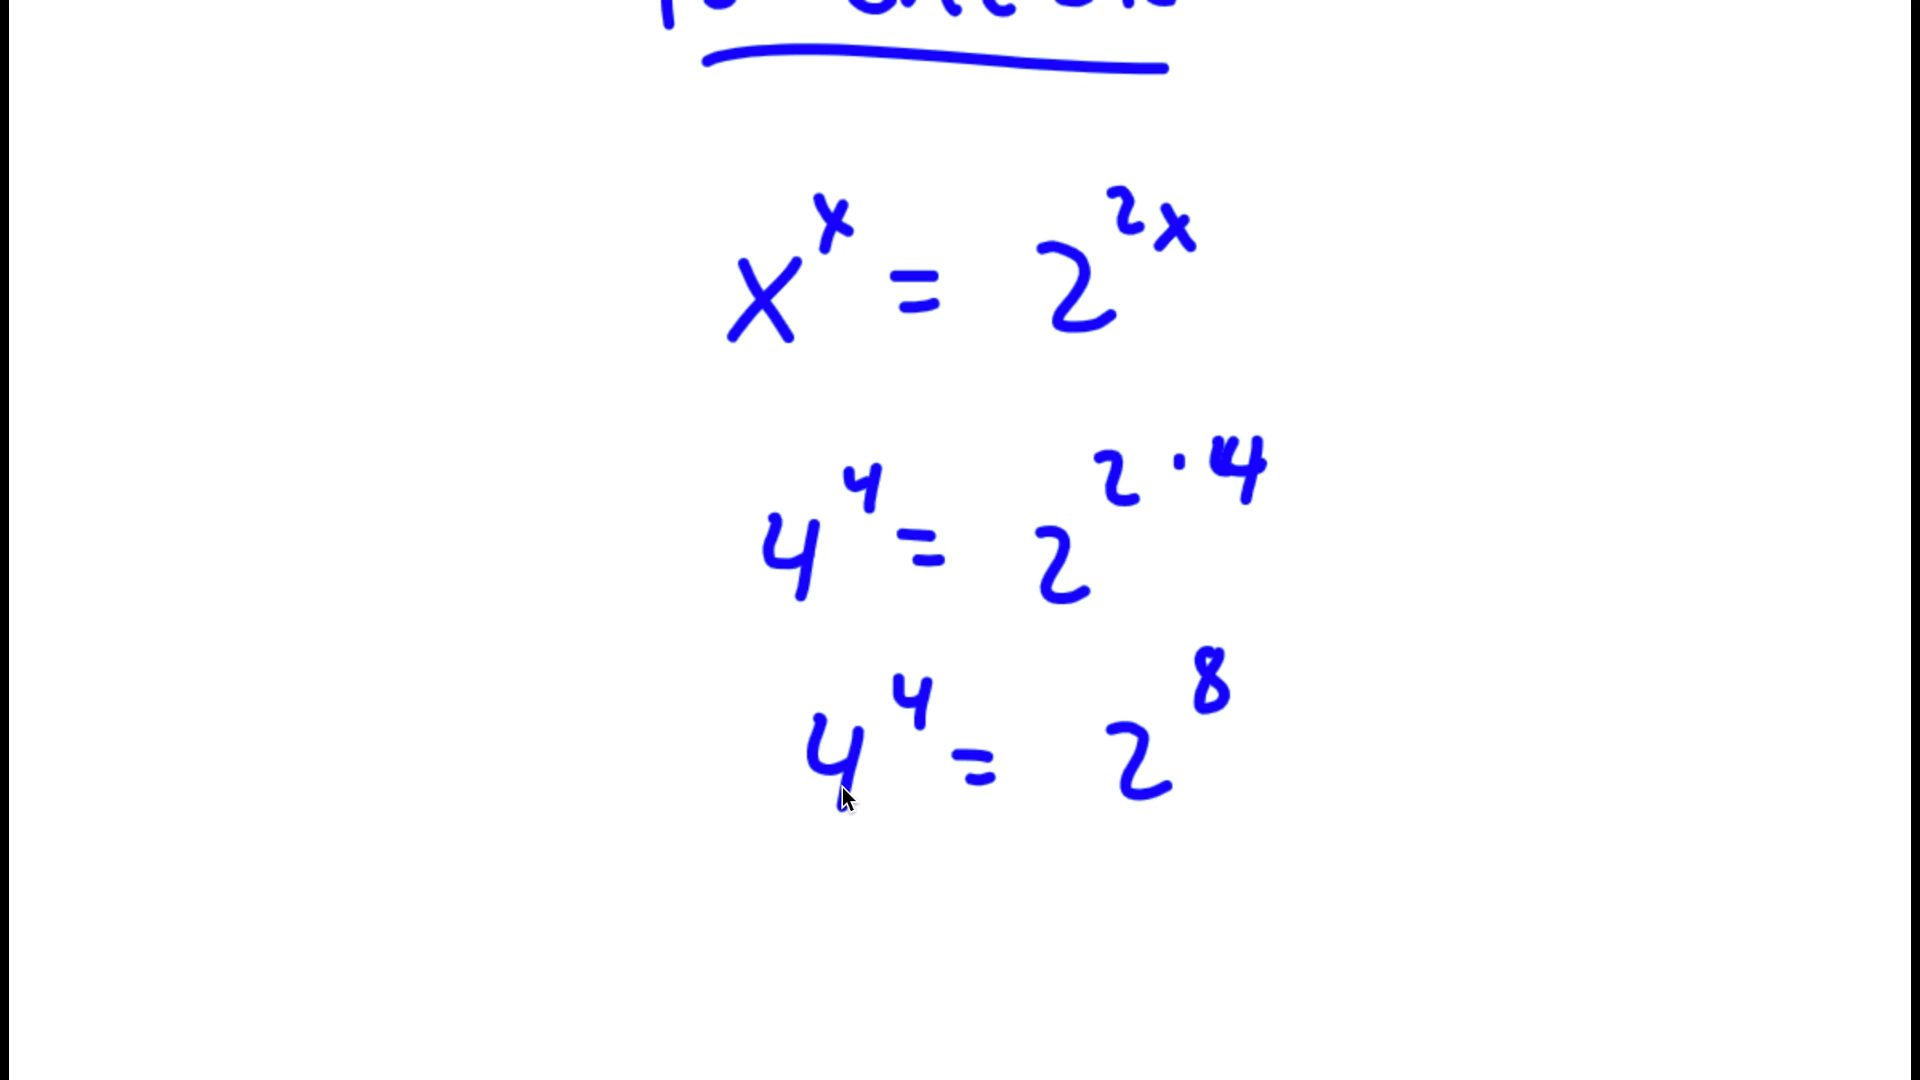 x^x = 2^2x
4^4 = 2^2·4
4^4 = 2^8